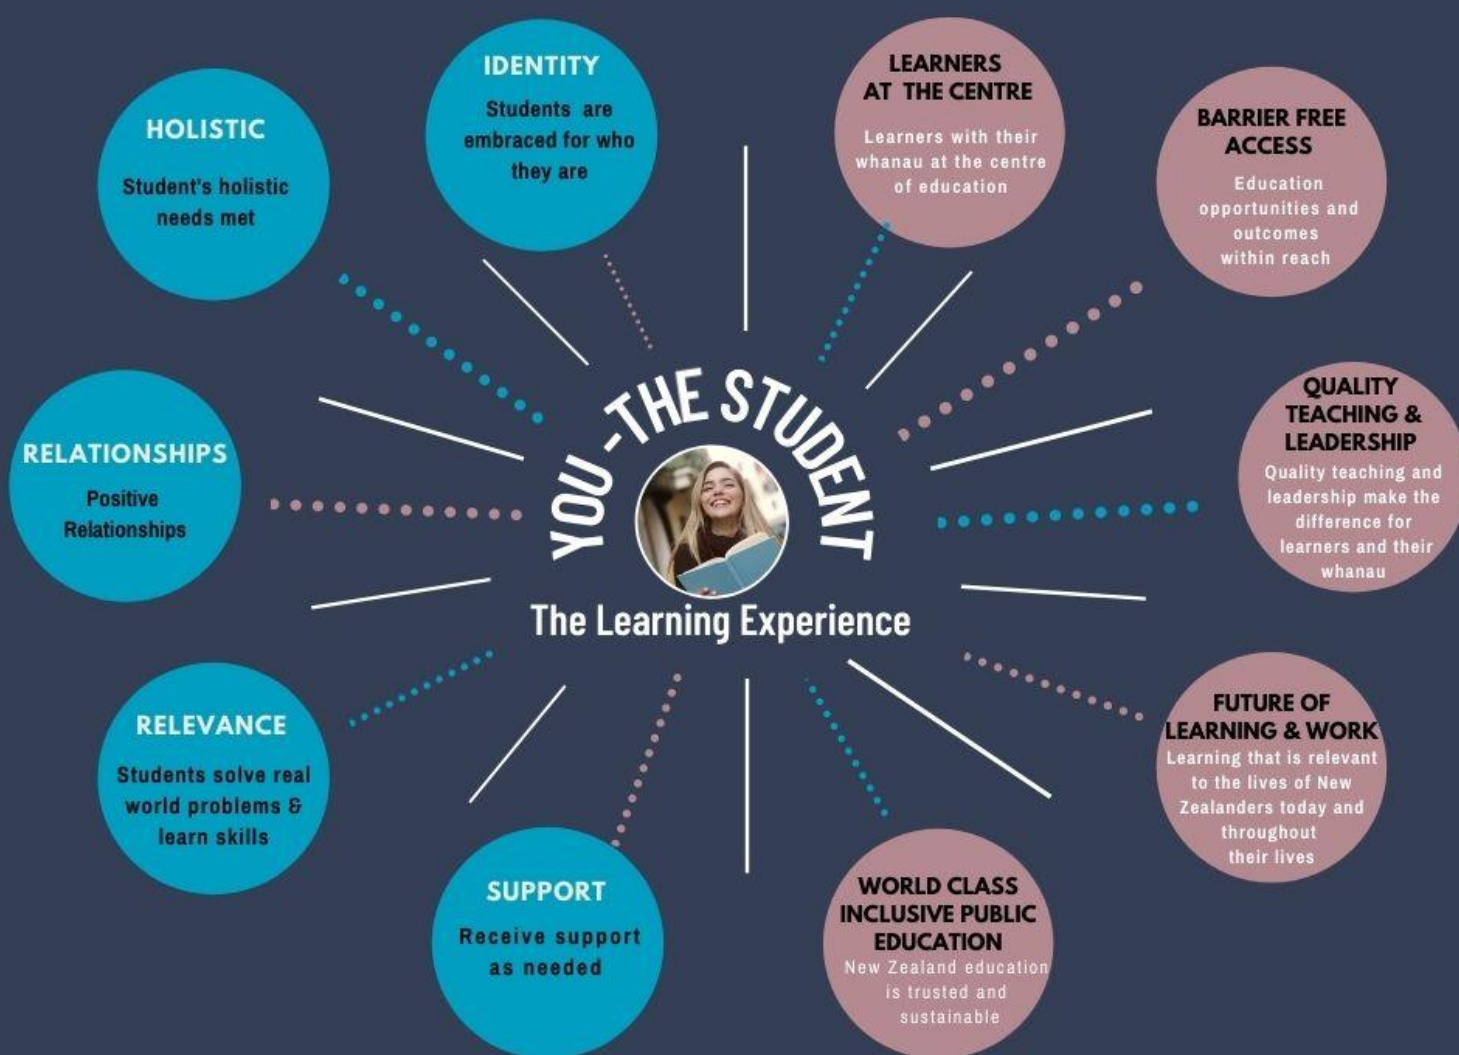 IDENTITY
Students are
embraced for who
they are
HOLISTIC
Student's holistic
needs met
RELATIONSHIPS
Positive
Relationships
RELEVANCE
Students solve real
world problems &
learn skills
SUPPORT
Receive support
as needed
YOU - THE STUDENT
The Learning Experience
LEARNERS
AT THE CENTRE
Learners with their
whanau at the centre
of education
BARRIER FREE
ACCESS
Education
opportunities and
outcomes
within reach
QUALITY
TEACHING &
LEADERSHIP
Quality teaching and
leadership make the
difference for
learners and their
whanau
FUTURE OF
LEARNING & WORK
Learning that is relevant
to the lives of New
Zealanders today and
throughout
their lives
WORLD CLASS
INCLUSIVE PUBLIC
EDUCATION
New Zealand education
is trusted and
sustainable